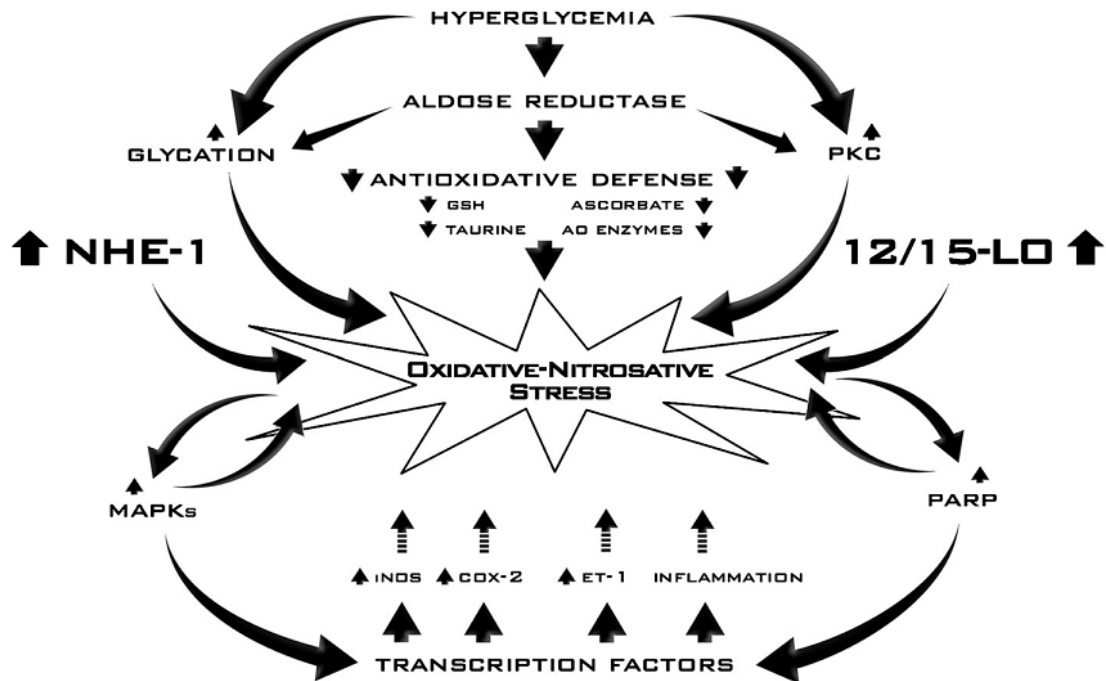 HYPERGLYCEMIA
ALDOSE REDUCTASE
GLYCATION
PKC
ANTIOXIDATIVE DEFENSE
GSH ASCORBATE
TAURINE AO ENZYMES
NHE-1
12/15-LO
OXIDATIVE-NITROSATIVE
STRESS
MAPKs
PARP
iNOS COX-2 ET-1 INFLAMMATION
TRANSCRIPTION FACTORS